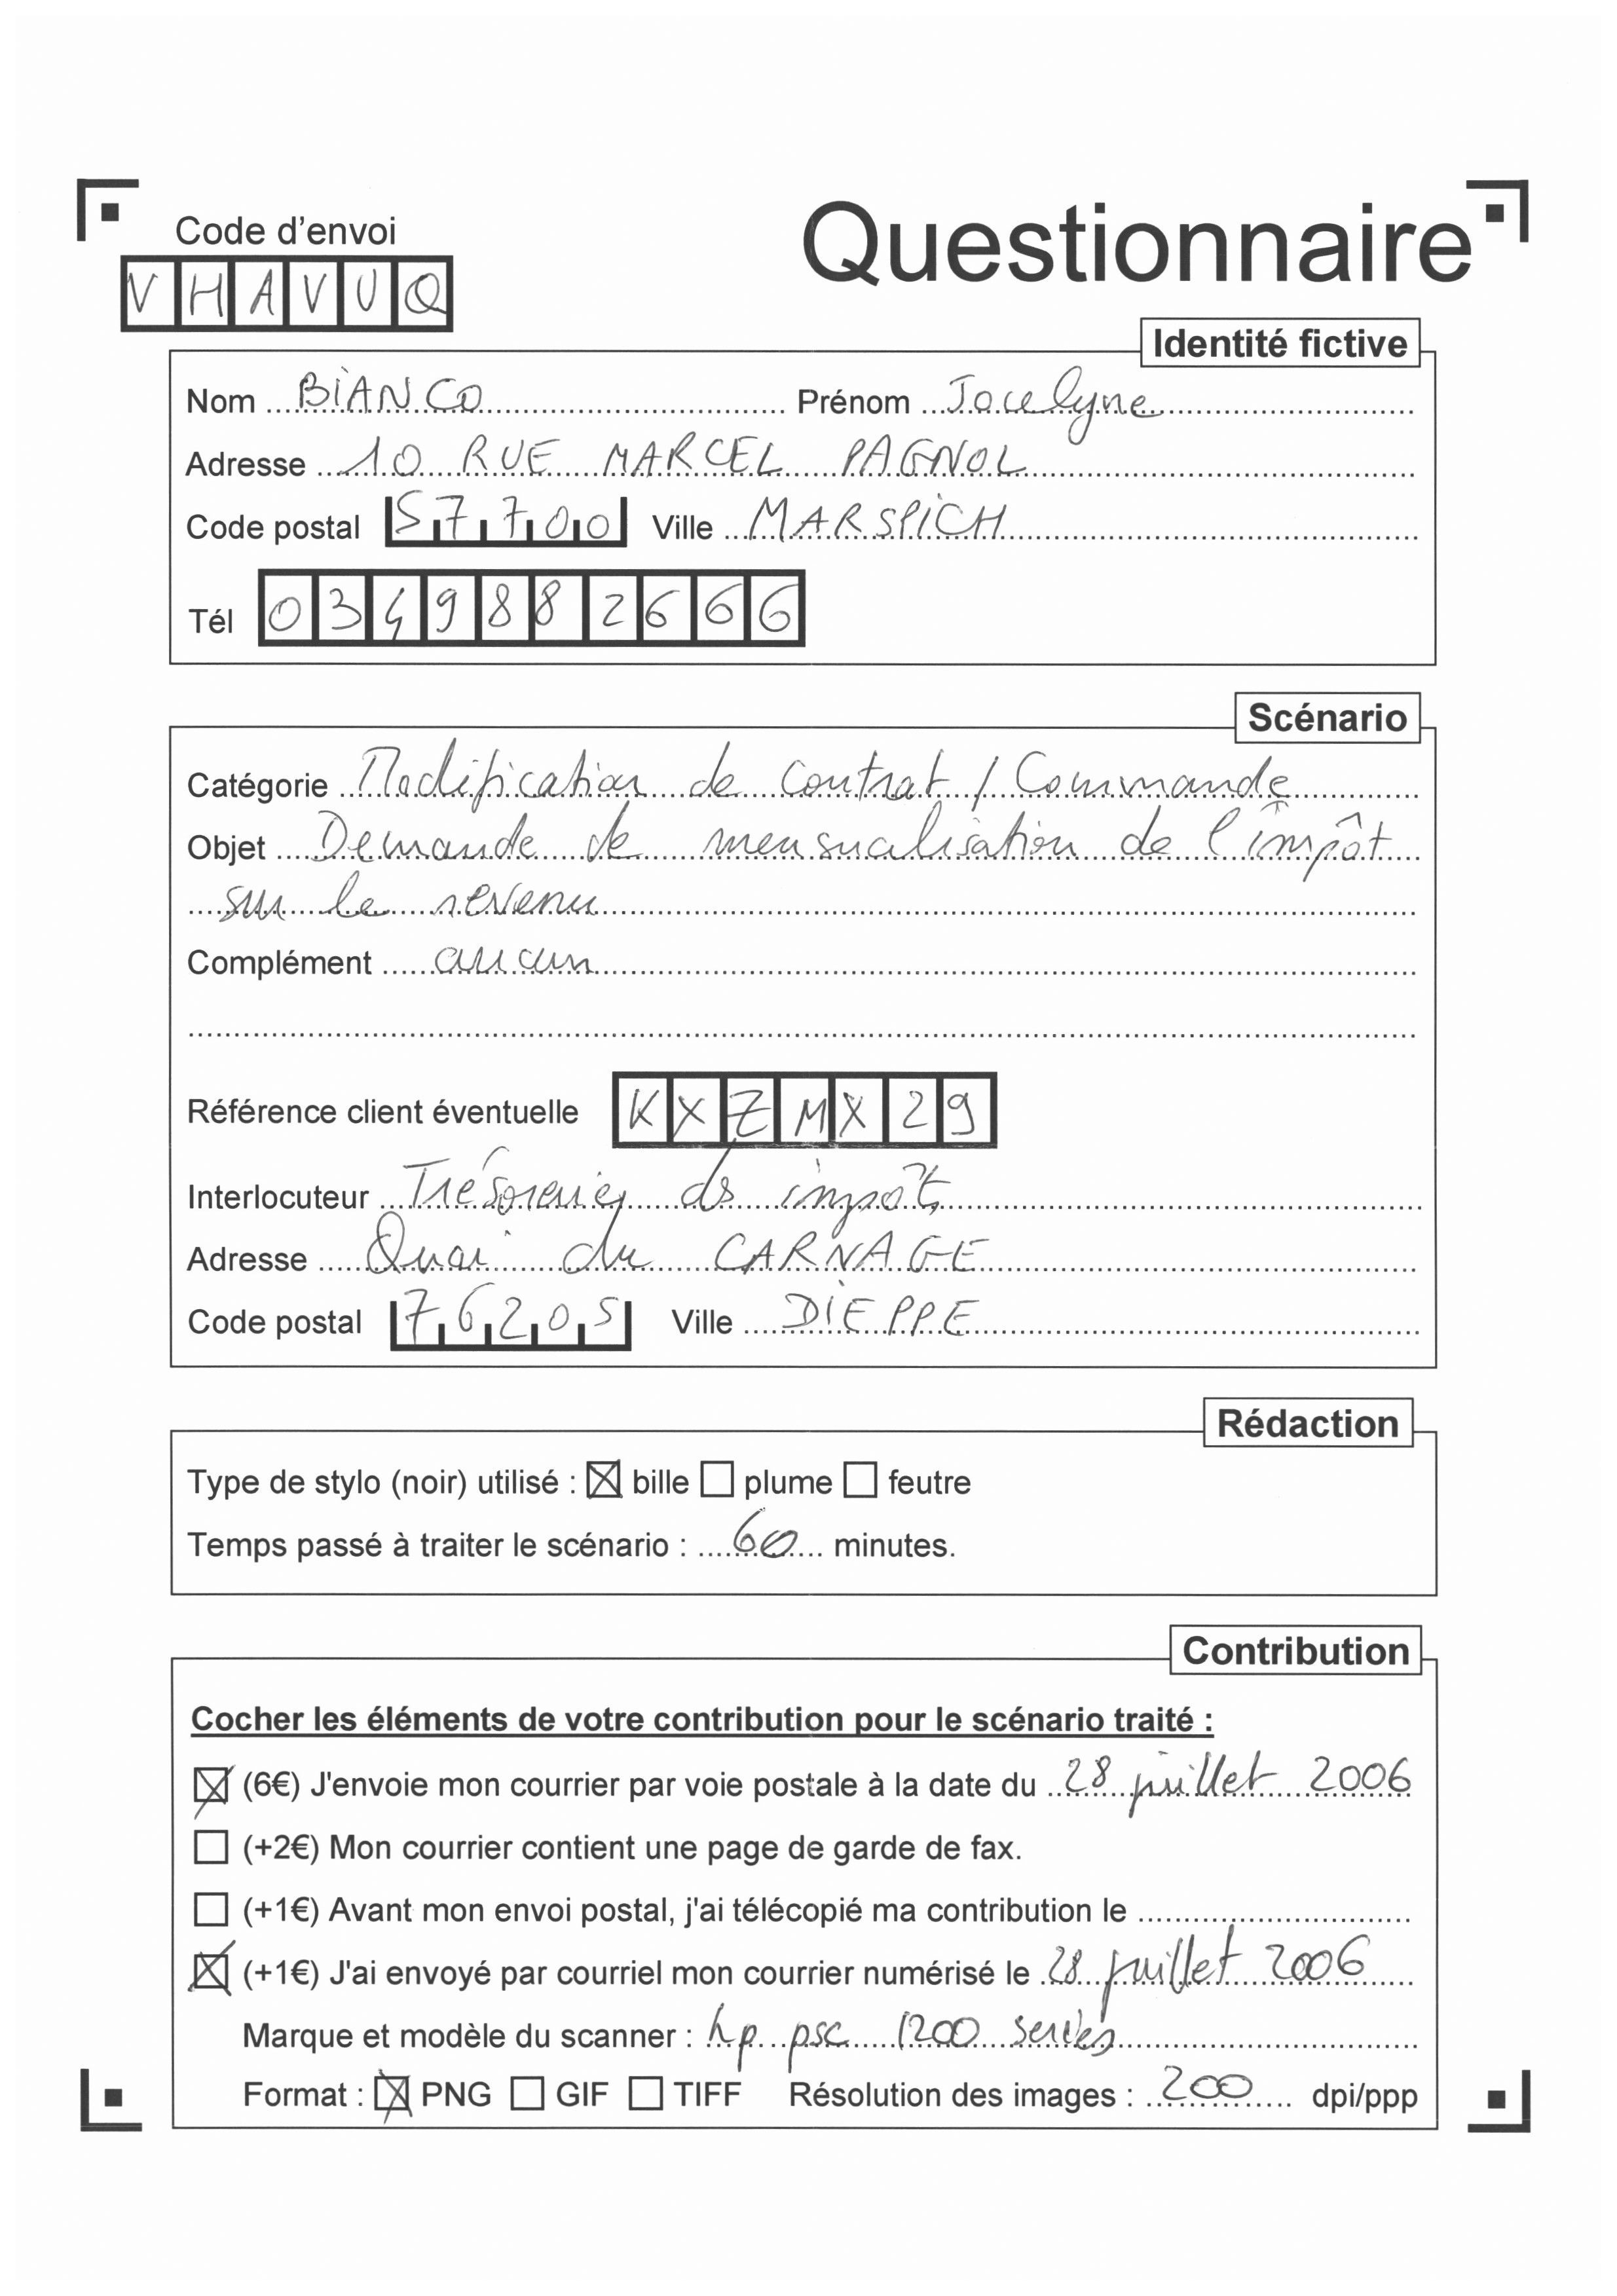 Code d'envoi
Questionnaire
VHAVUQ
Identité fictive
Nom BIANCO Prénom Jocelyne
Adresse 10 RUE MARCEL PAGNOL
Code postal 57700 Ville MARSPICH
Tél 0349882666
Scénario
Catégorie Modification de contrat / Commande
Objet Demande de mensualisation de l'impôt
sur le revenu
Complément aucun
Référence client éventuelle KXZMX29
Interlocuteur des impôts
Adresse Quai du CARNAGE
Code postal 76205 Ville DIEPPE
Rédaction
Type de stylo (noir) utilisé : ☒ bille ☐ plume ☐ feutre
Temps passé à traiter le scénario : 60 minutes.
Contribution
Cocher les éléments de votre contribution pour le scénario traité :
☒ (6€) J'envoie mon courrier par voie postale à la date du 28 juillet 2006
☐ (+2€) Mon courrier contient une page de garde de fax.
☐ (+1€) Avant mon envoi postal, j'ai télécopié ma contribution le
☒ (+1€) J'ai envoyé par courriel mon courrier numérisé le 28 juillet 2006
Marque et modèle du scanner : hp psc 1200 series
Format : ☒ PNG ☐ GIF ☐ TIFF Résolution des images : 200 dpi/ppp